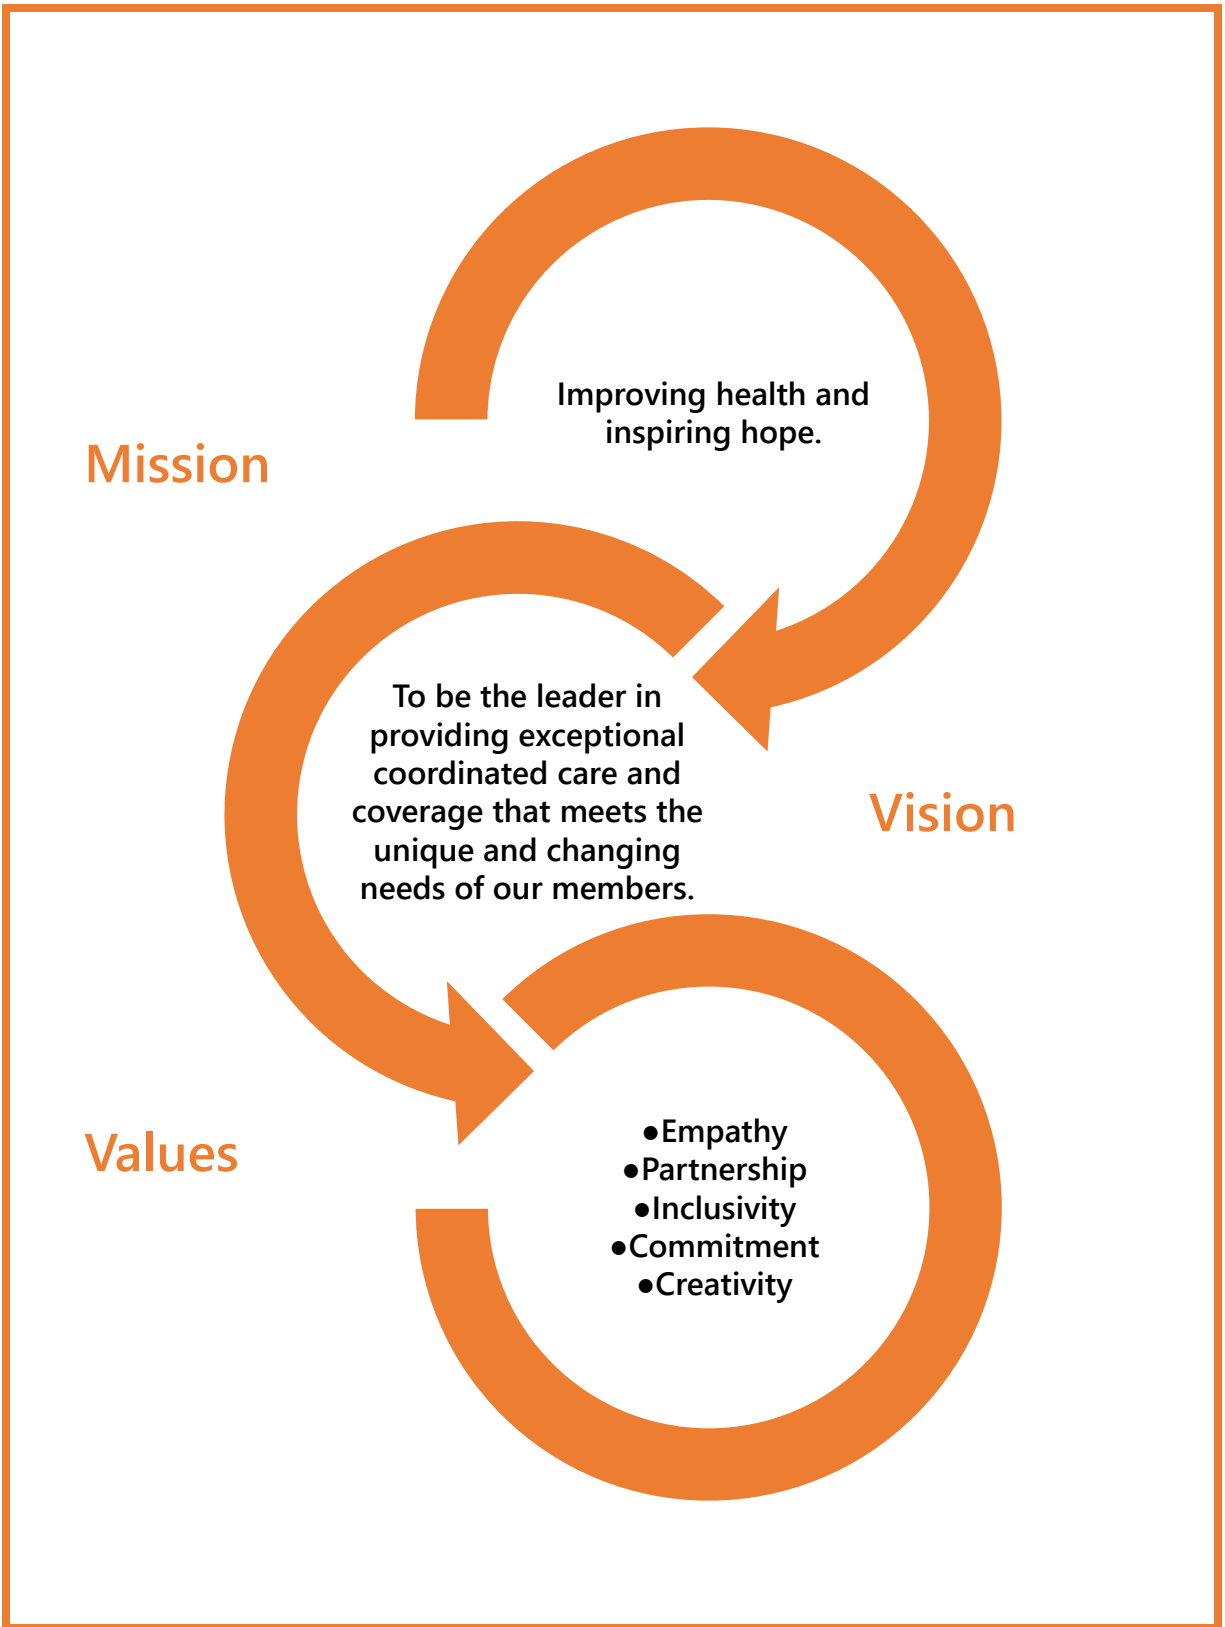 Mission
Improving health and
inspiring hope.
Vision
To be the leader in
providing exceptional
coordinated care and
coverage that meets the
unique and changing
needs of our members.
Values
●Empathy
●Partnership
●Inclusivity
●Commitment
●Creativity